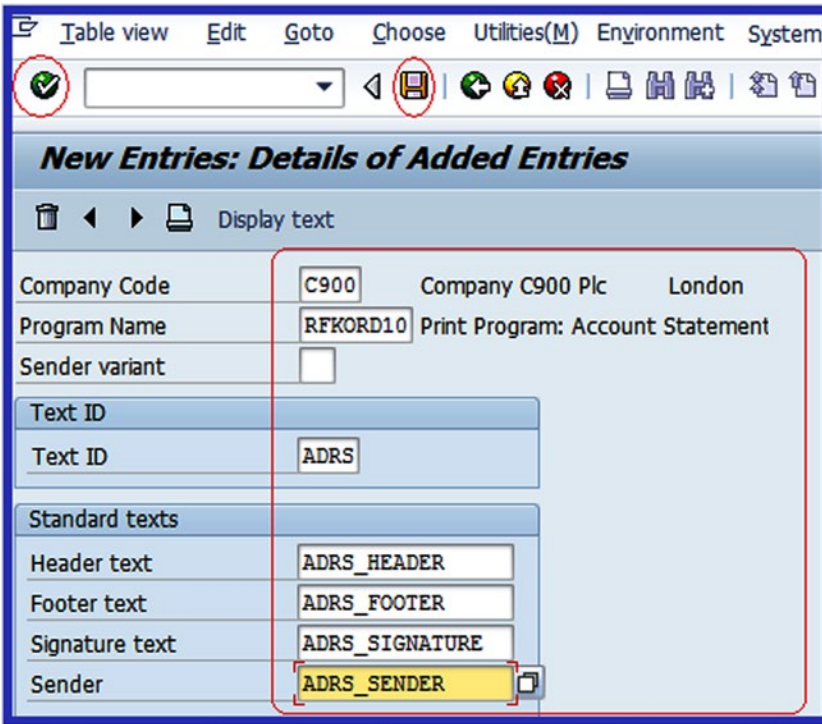 Table view Edit Goto Choose Utilities(M) Environment System
New Entries: Details of Added Entries
Display text
Company Code C900 Company C900 Plc London
Program Name RFKORD10 Print Program: Account Statement
Sender variant
Text ID
Text ID ADRS
Standard texts
Header text ADRS_HEADER
Footer text ADRS_FOOTER
Signature text ADRS_SIGNATURE
Sender ADRS_SENDER